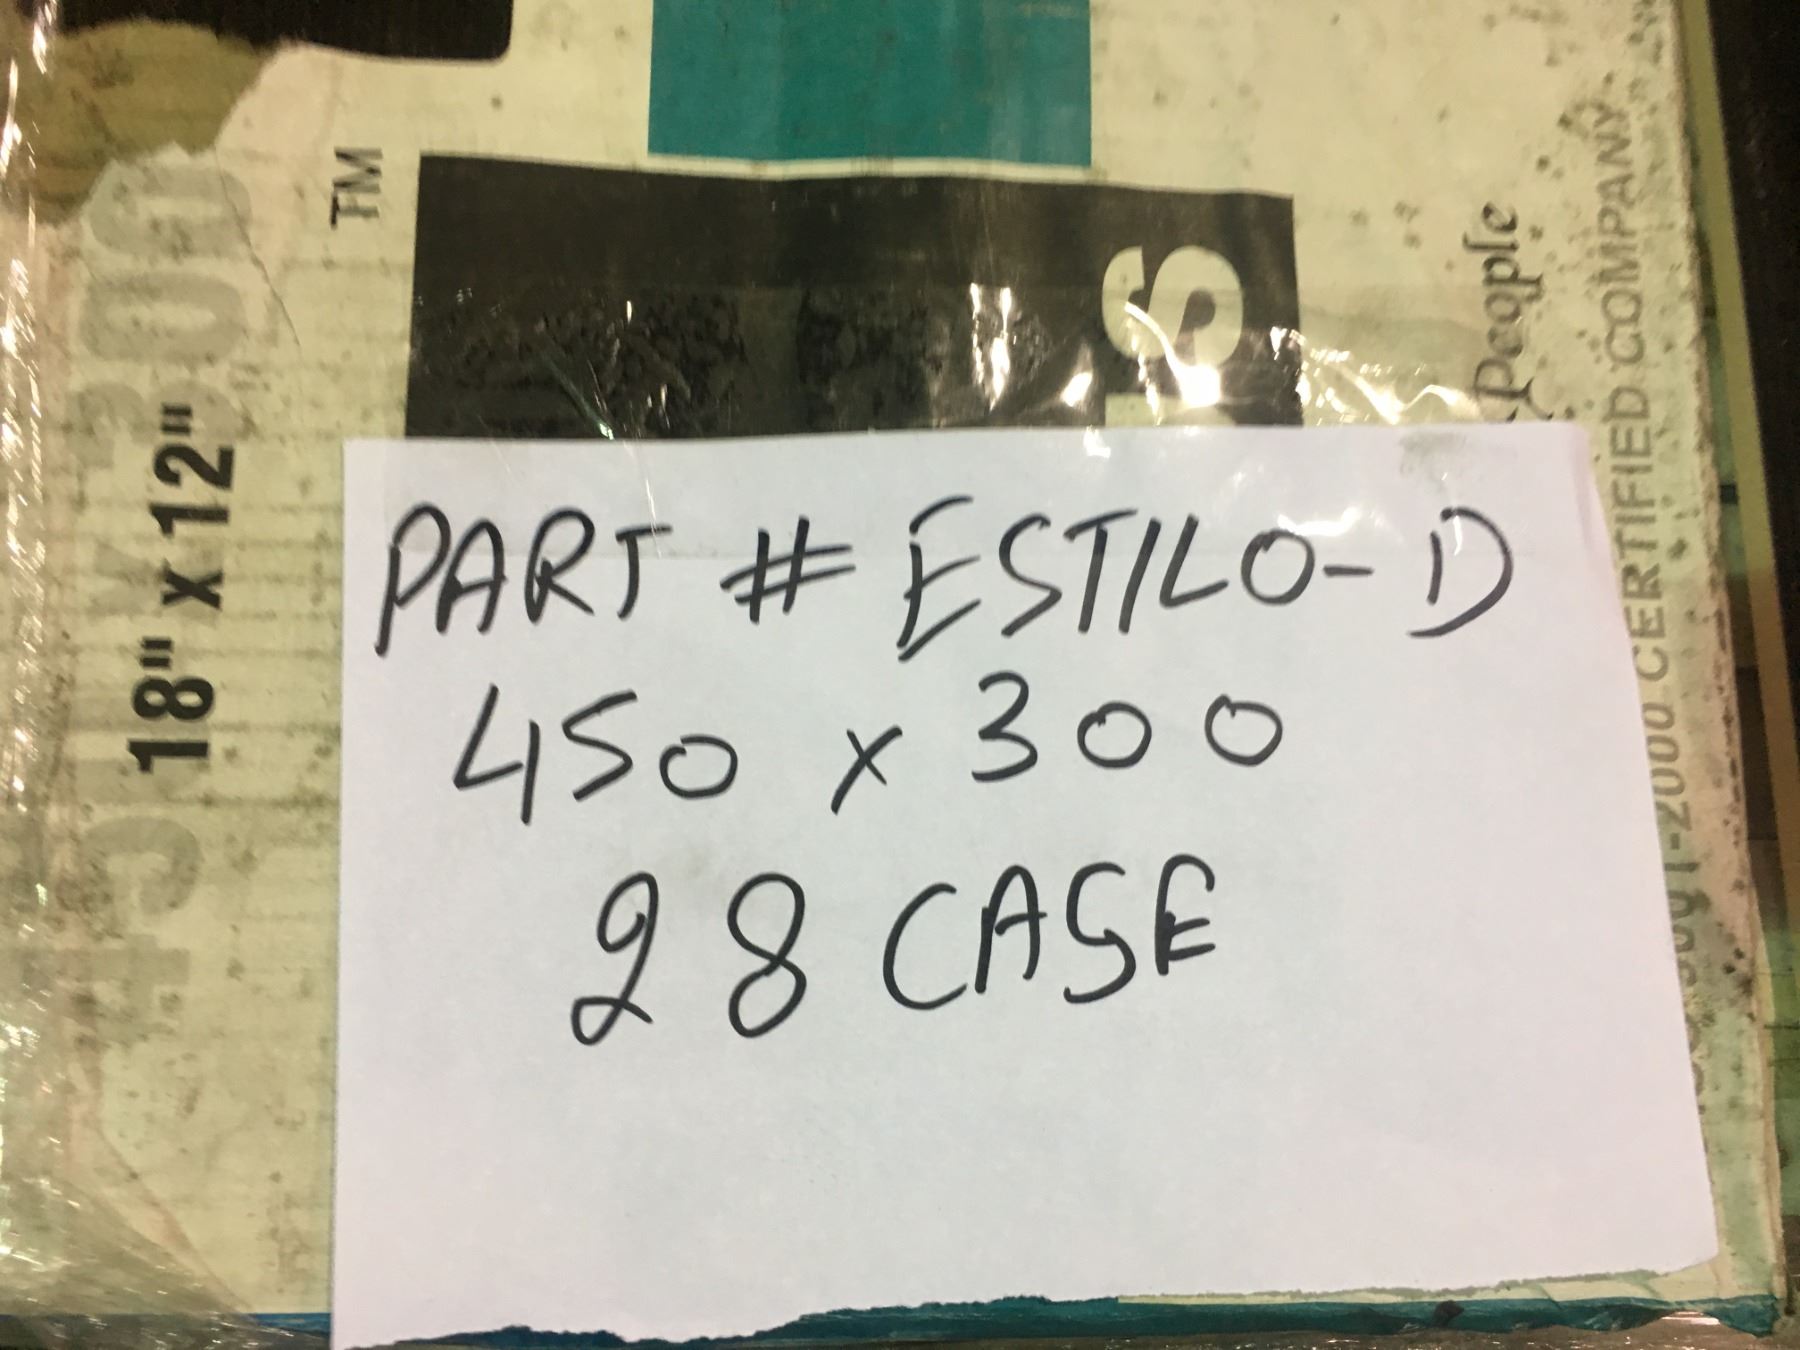 PART # ESTILO-D
450 x 300
28 CASE
18" x 12"
TM
S
People
CERTIFIED COMPANY